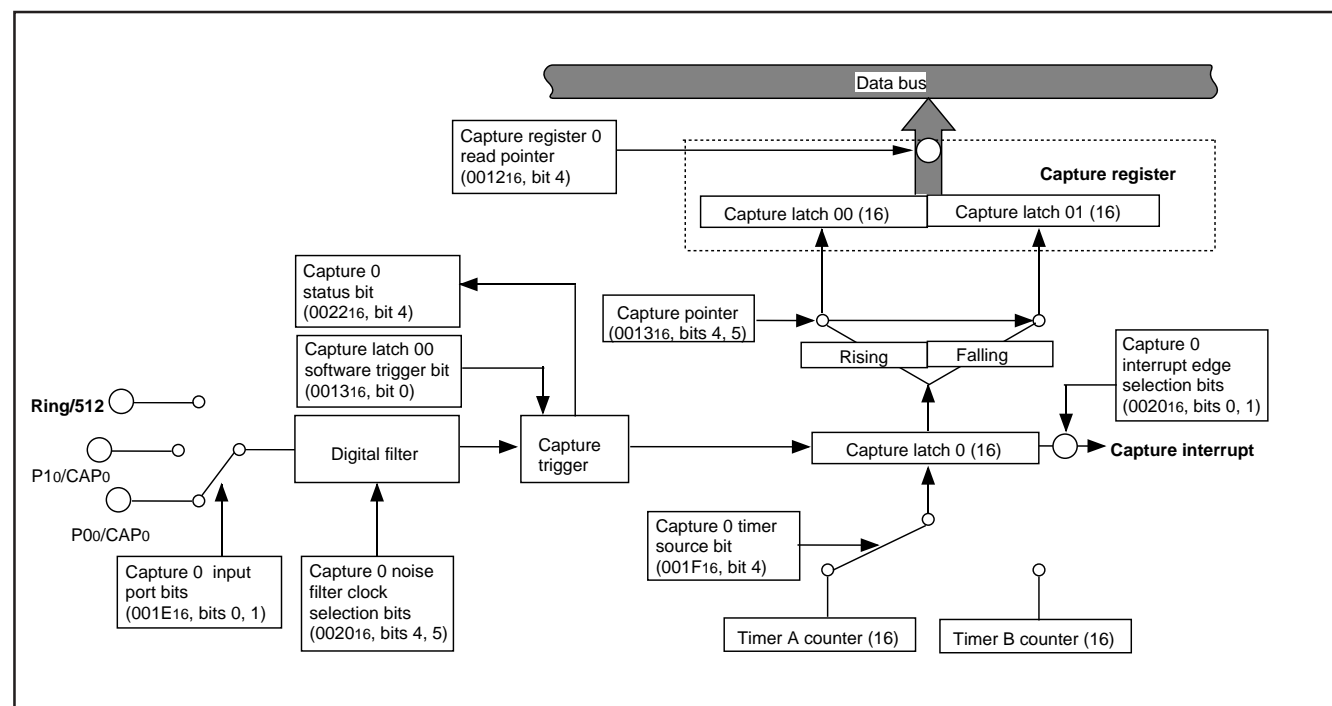 Data bus
Capture register 0
read pointer
(001216, bit 4)
Capture register
Capture latch 00 (16)
Capture latch 01 (16)
Capture 0
status bit
(002216, bit 4)
Capture pointer
(001316, bits 4, 5)
Rising
Falling
Capture latch 00
software trigger bit
(001316, bit 0)
Capture 0
interrupt edge
selection bits
(002016, bits 0, 1)
Ring/512
P10/CAP0
P00/CAP0
Digital filter
Capture
trigger
Capture latch 0 (16)
Capture interrupt
Capture 0 timer
source bit
(001F16, bit 4)
Capture 0 input
port bits
(001E16, bits 0, 1)
Capture 0 noise
filter clock
selection bits
(002016, bits 4, 5)
Timer A counter (16)
Timer B counter (16)